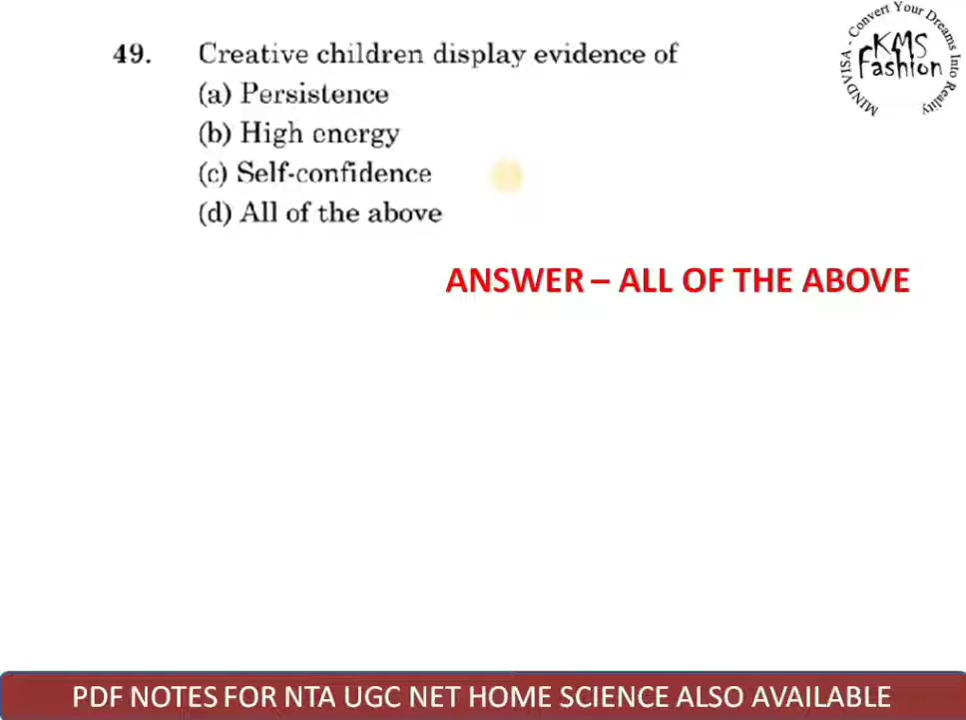 49. Creative children display evidence of
(a) Persistence
(b) High energy
(c) Self-confidence
(d) All of the above
ANSWER – ALL OF THE ABOVE
MINDVISA - Convert Your Dreams Into Reality
KMS
Fashion
PDF NOTES FOR NTA UGC NET HOME SCIENCE ALSO AVAILABLE